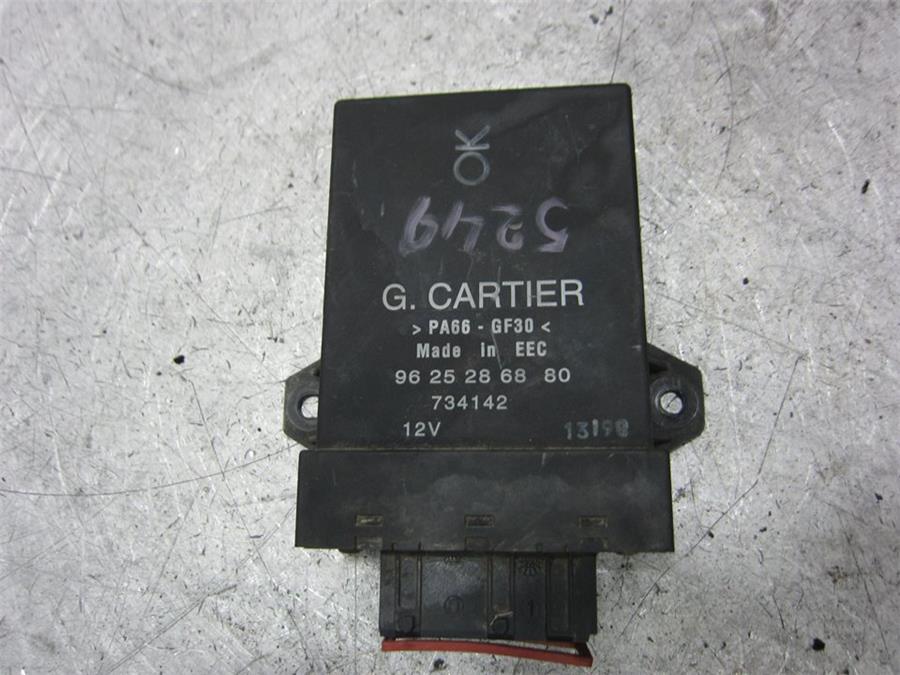 OK
5249
G. CARTIER
> PA66 - GF30 <
Made in EEC
96 25 28 68 80
734142
12V 13198